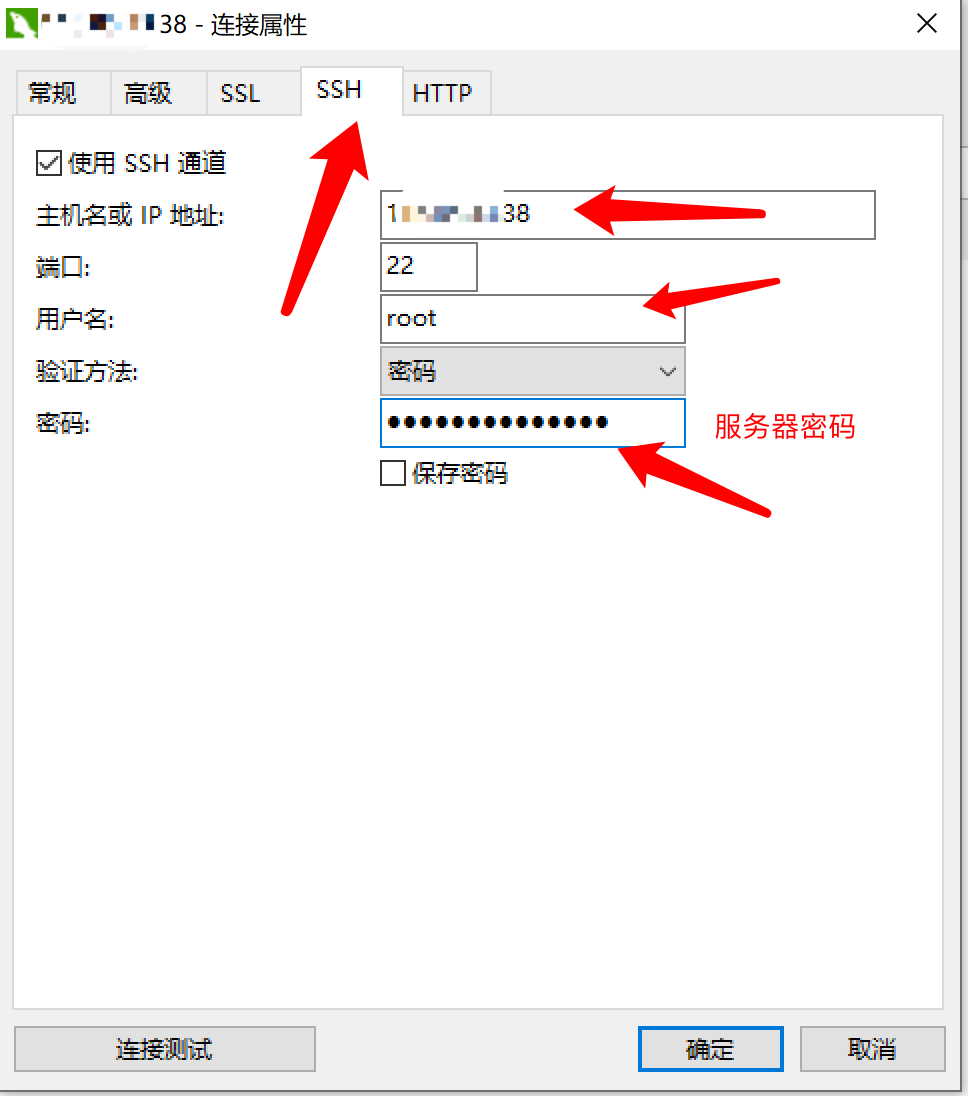 38 - 连接属性
常规 高级 SSL SSH HTTP
使用 SSH 通道
主机名或 IP 地址: 1 38
端口: 22
用户名: root
验证方法: 密码
密码: ●●●●●●●●●●●●●● 服务器密码
保存密码
连接测试 确定 取消